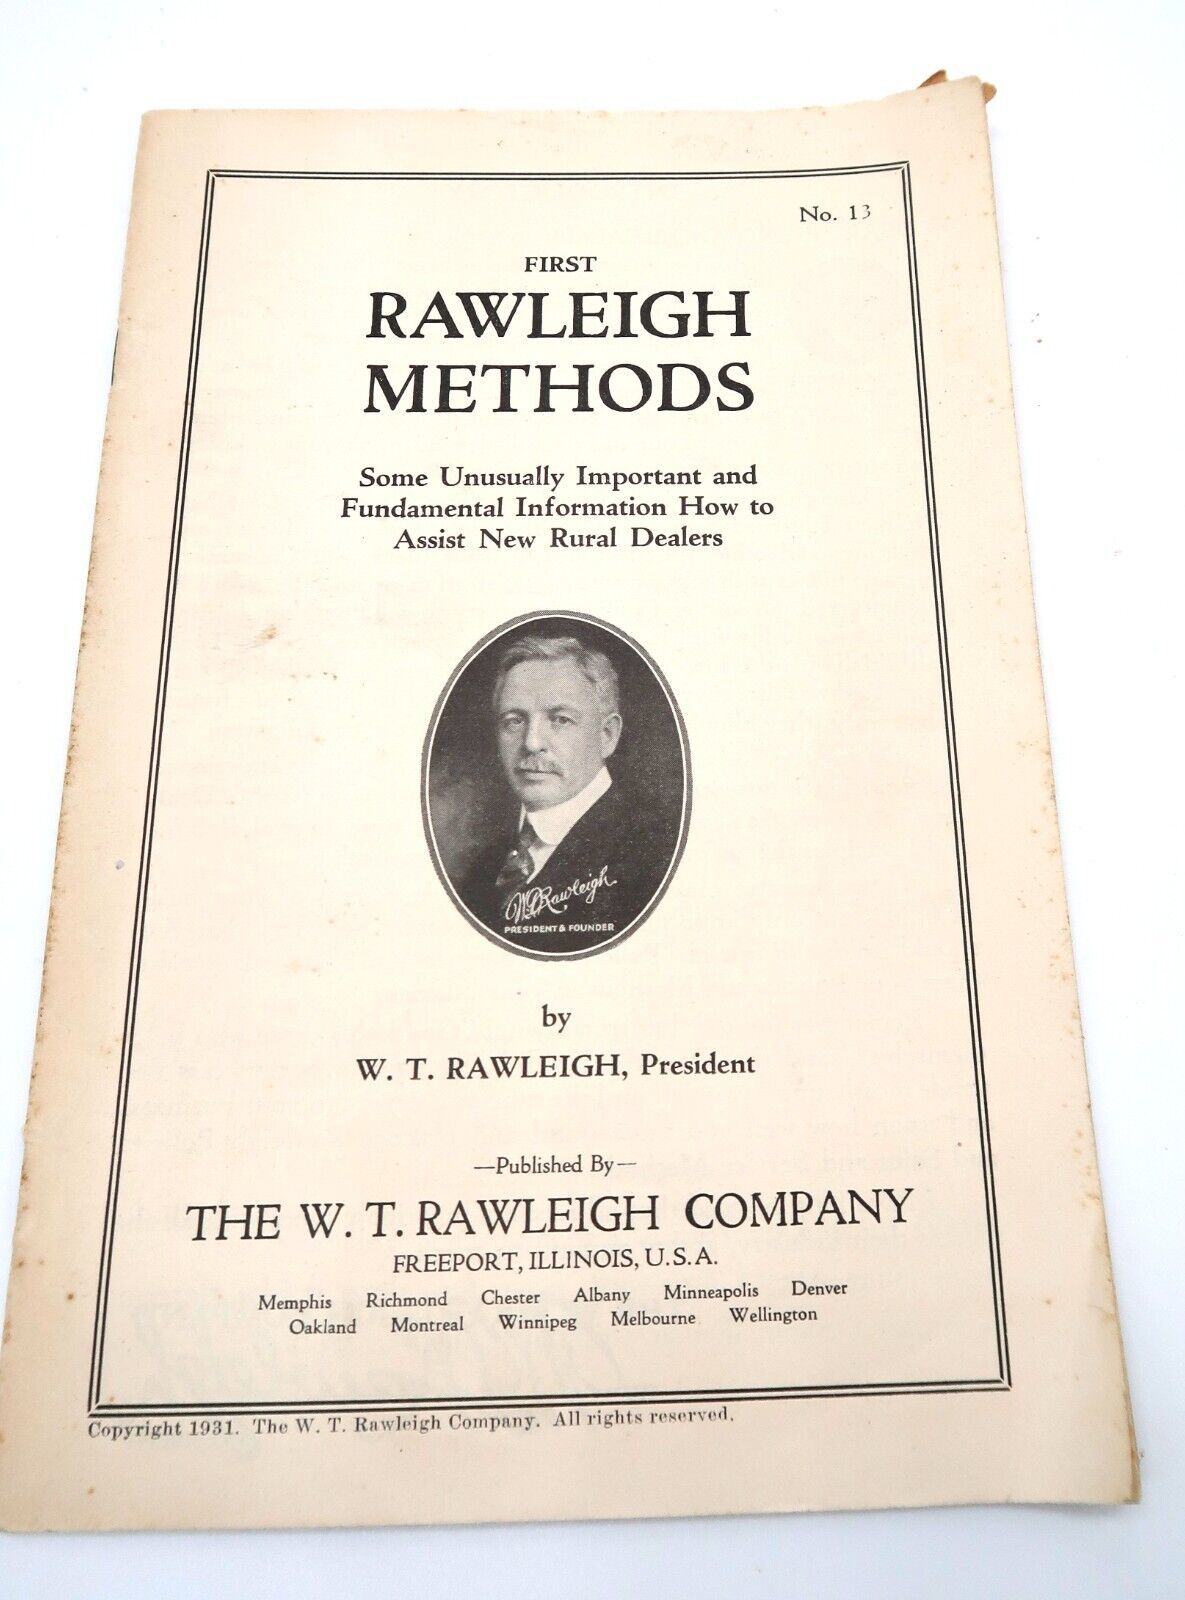 No. 13
FIRST
RAWLEIGH
METHODS
Some Unusually Important and
Fundamental Information How to
Assist New Rural Dealers
W. T. Rawleigh
PRESIDENT & FOUNDER
by
W. T. RAWLEIGH, President
—Published By—
THE W. T. RAWLEIGH COMPANY
FREEPORT, ILLINOIS, U.S.A.
Memphis Richmond Chester Albany Minneapolis Denver
Oakland Montreal Winnipeg Melbourne Wellington
Copyright 1931. The W. T. Rawleigh Company. All rights reserved.